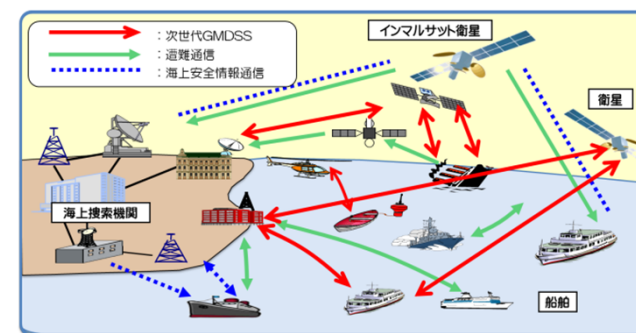 ：次世代GMDSS
：遭難通信
：海上安全情報通信
インマルサット衛星
衛星
海上捜索機関
船舶